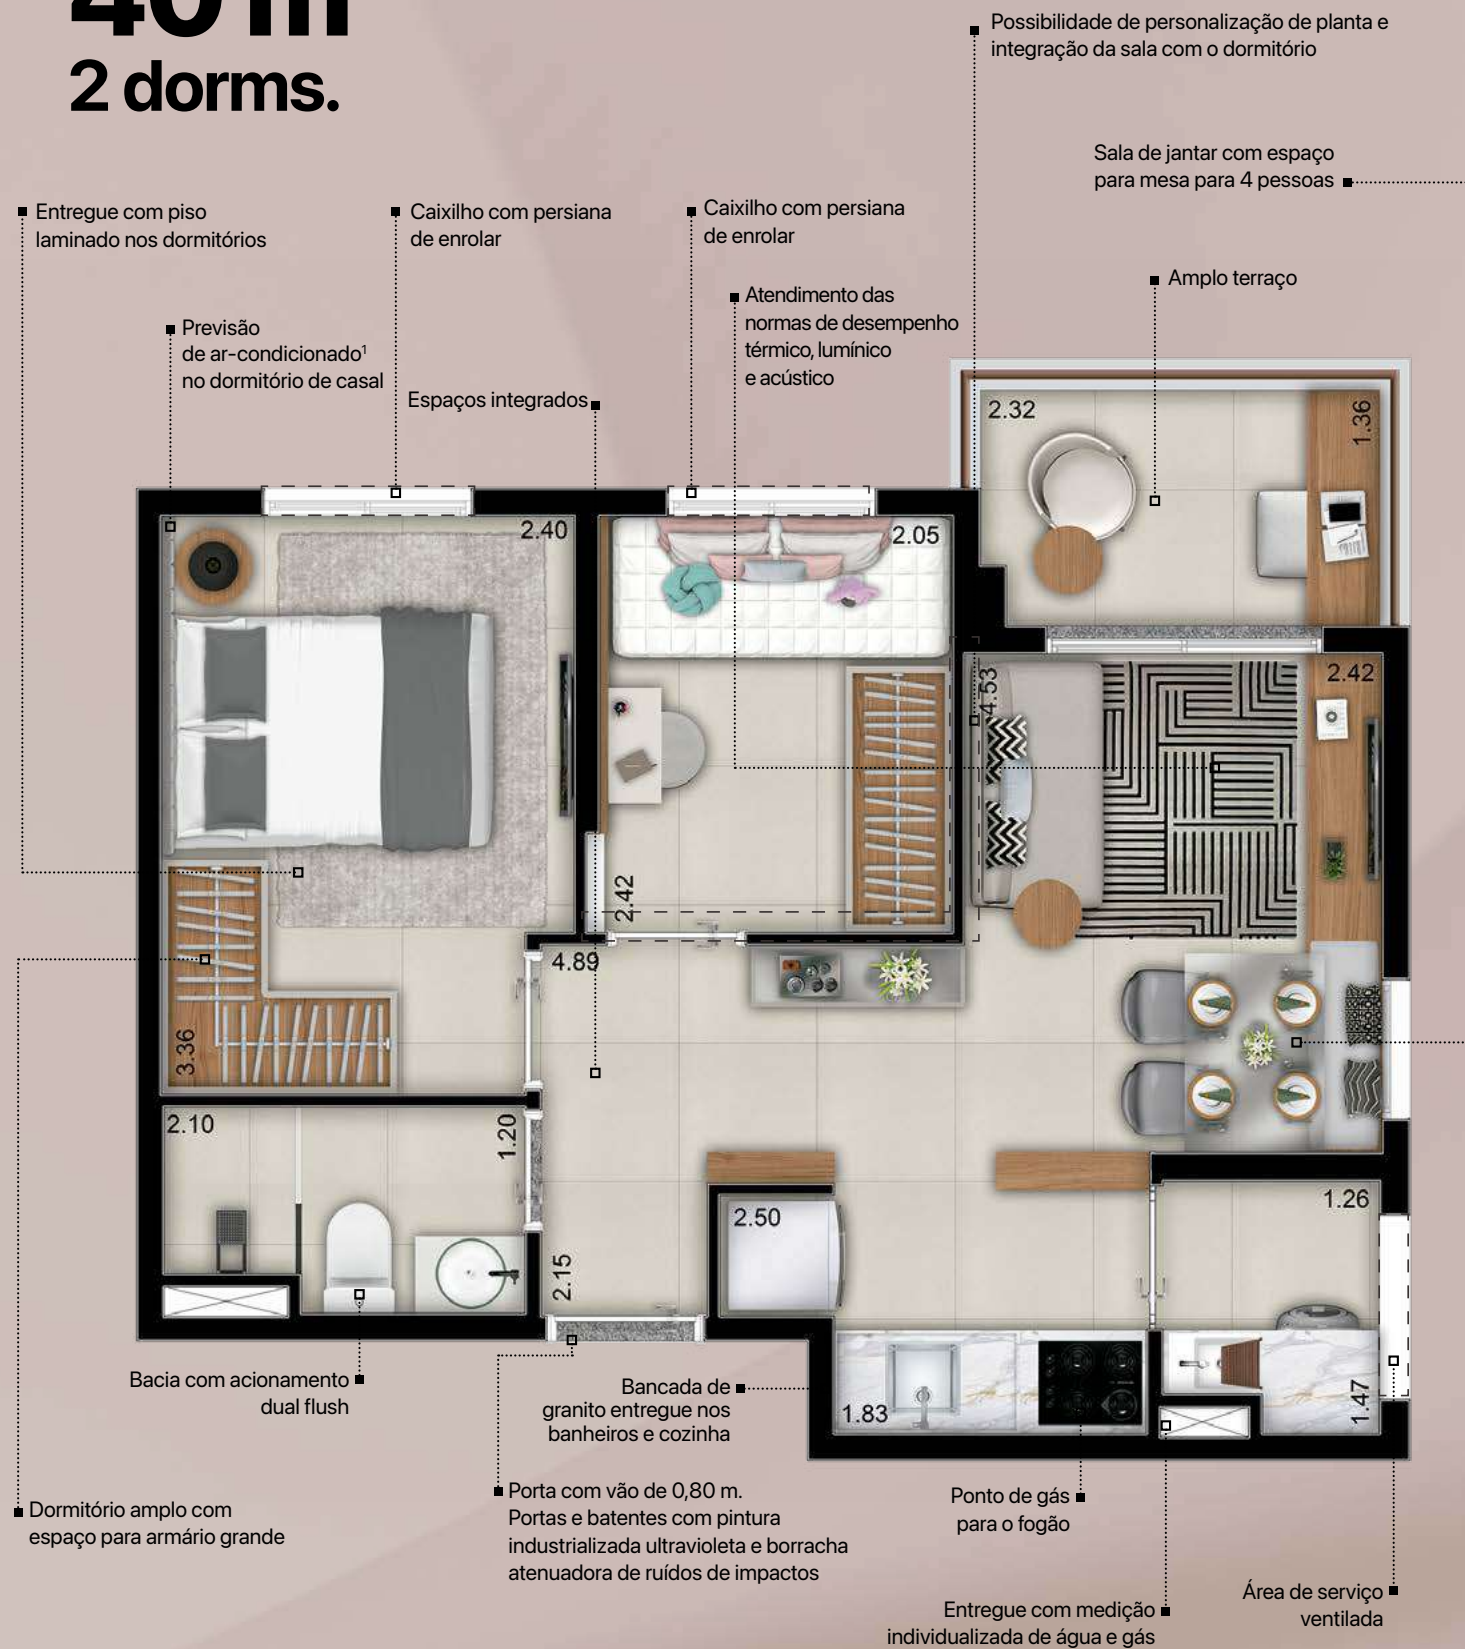 40 m
2 dorms.
Possibilidade de personalização de planta e
integração da sala com o dormitório
Sala de jantar com espaço
para mesa para 4 pessoas
Entregue com piso
laminado nos dormitórios
Caixilho com persiana
de enrolar
Caixilho com persiana
de enrolar
Amplo terraço
Atendimento das
normas de desempenho
térmico, lumínico
e acústico
Previsão
de ar-condicionado¹
no dormitório de casal
Espaços integrados
2.32
1.36
2.40
2.05
4.53
2.42
2.42
4.89
3.36
2.10
1.20
2.50
1.26
2.15
1.83
1.47
Bacia com acionamento
dual flush
Bancada de
granito entregue nos
banheiros e cozinha
Porta com vão de 0,80 m.
Portas e batentes com pintura
industrializada ultravioleta e borracha
atenuadora de ruídos de impactos
Dormitório amplo com
espaço para armário grande
Ponto de gás
para o fogão
Área de serviço
ventilada
Entregue com medição
individualizada de água e gás